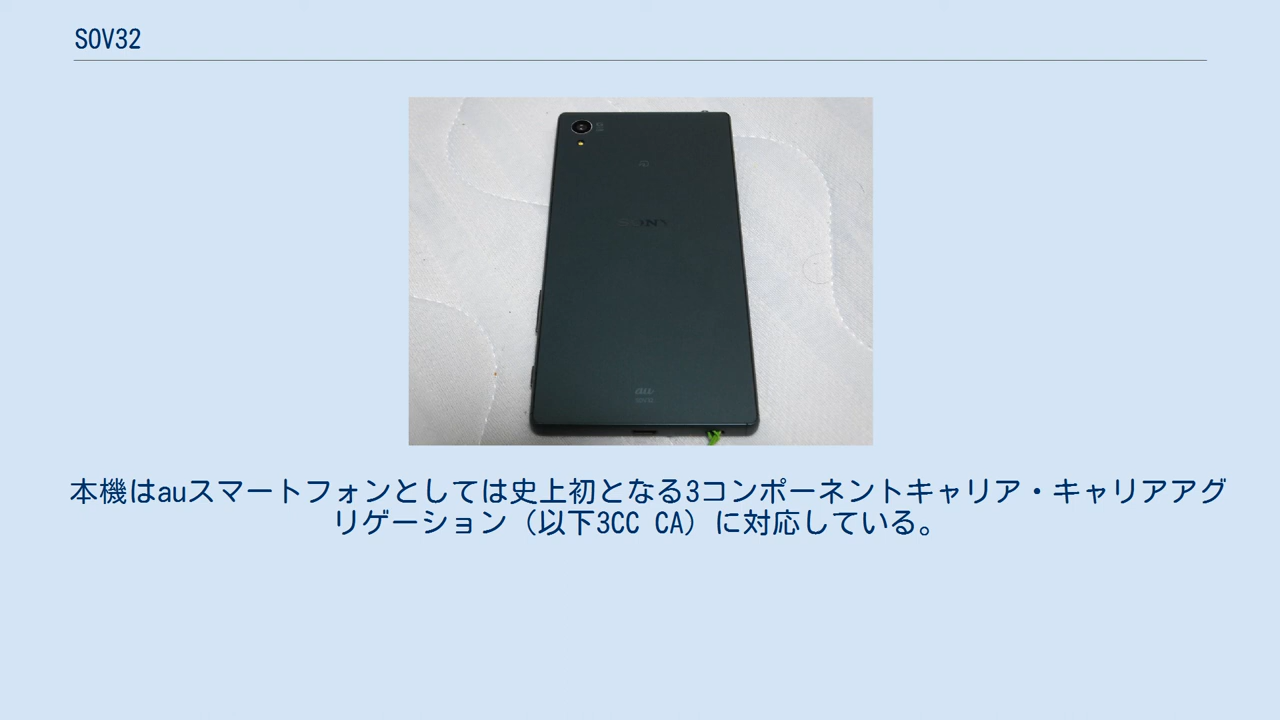 SOV32
SONY
au
本機はauスマートフォンとしては史上初となる3コンポーネントキャリア・キャリアアグ
リゲーション（以下3CC CA）に対応している。